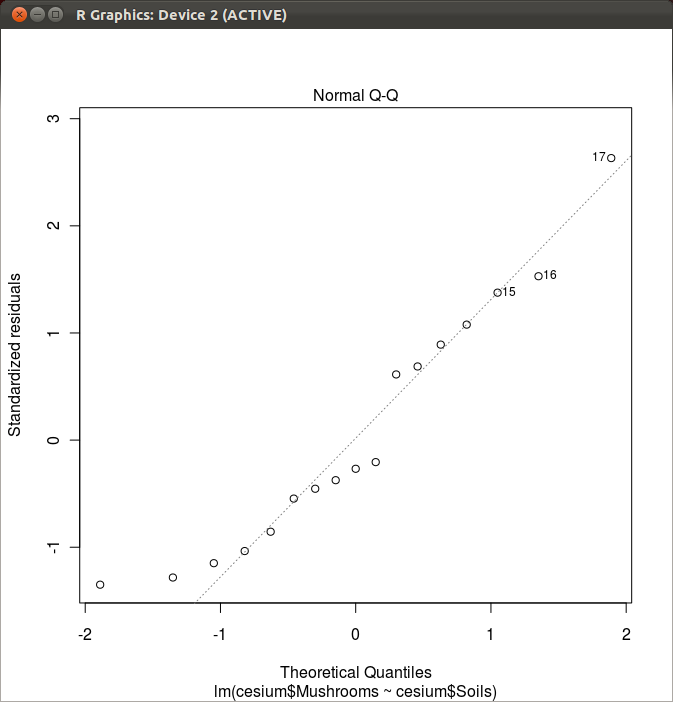 R Graphics: Device 2 (ACTIVE)
Normal Q-Q
3
2
1
0
-1
17
16
15
Standardized residuals
-2
-1
0
1
2
Theoretical Quantiles
lm(cesium$Mushrooms ~ cesium$Soils)